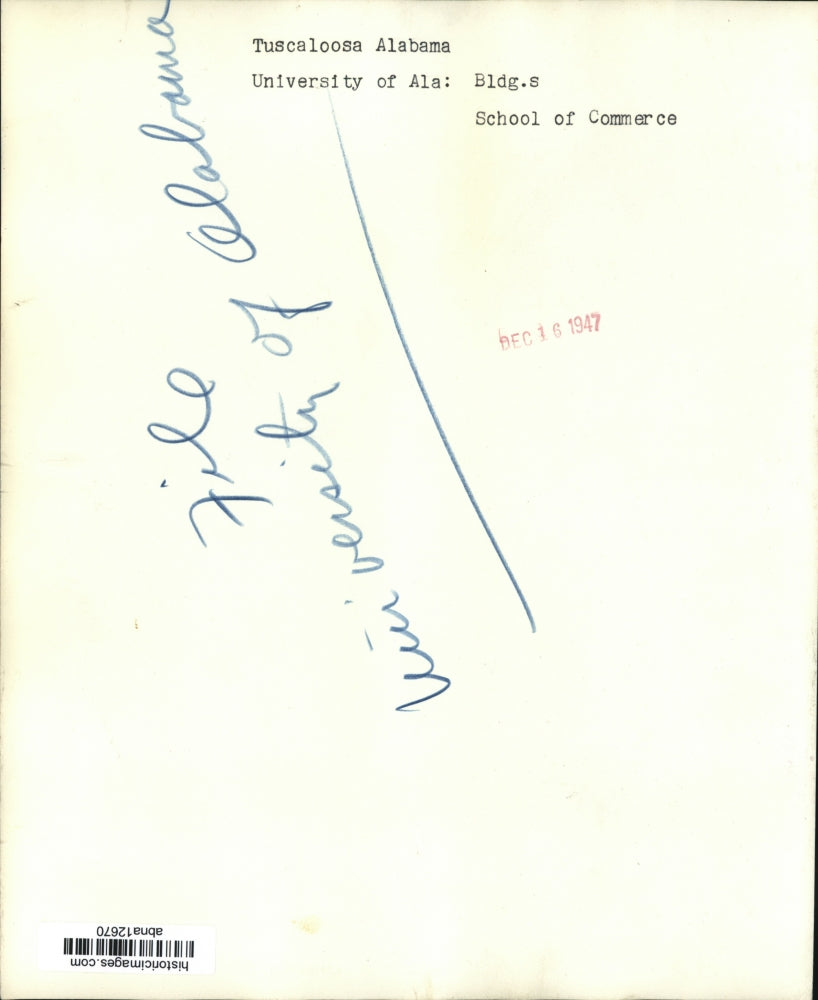 Tuscaloosa Alabama
University of Ala: Bldg.s
School of Commerce
File
University of Alabama
DEC 16 1947
historicimages.com
abna12670